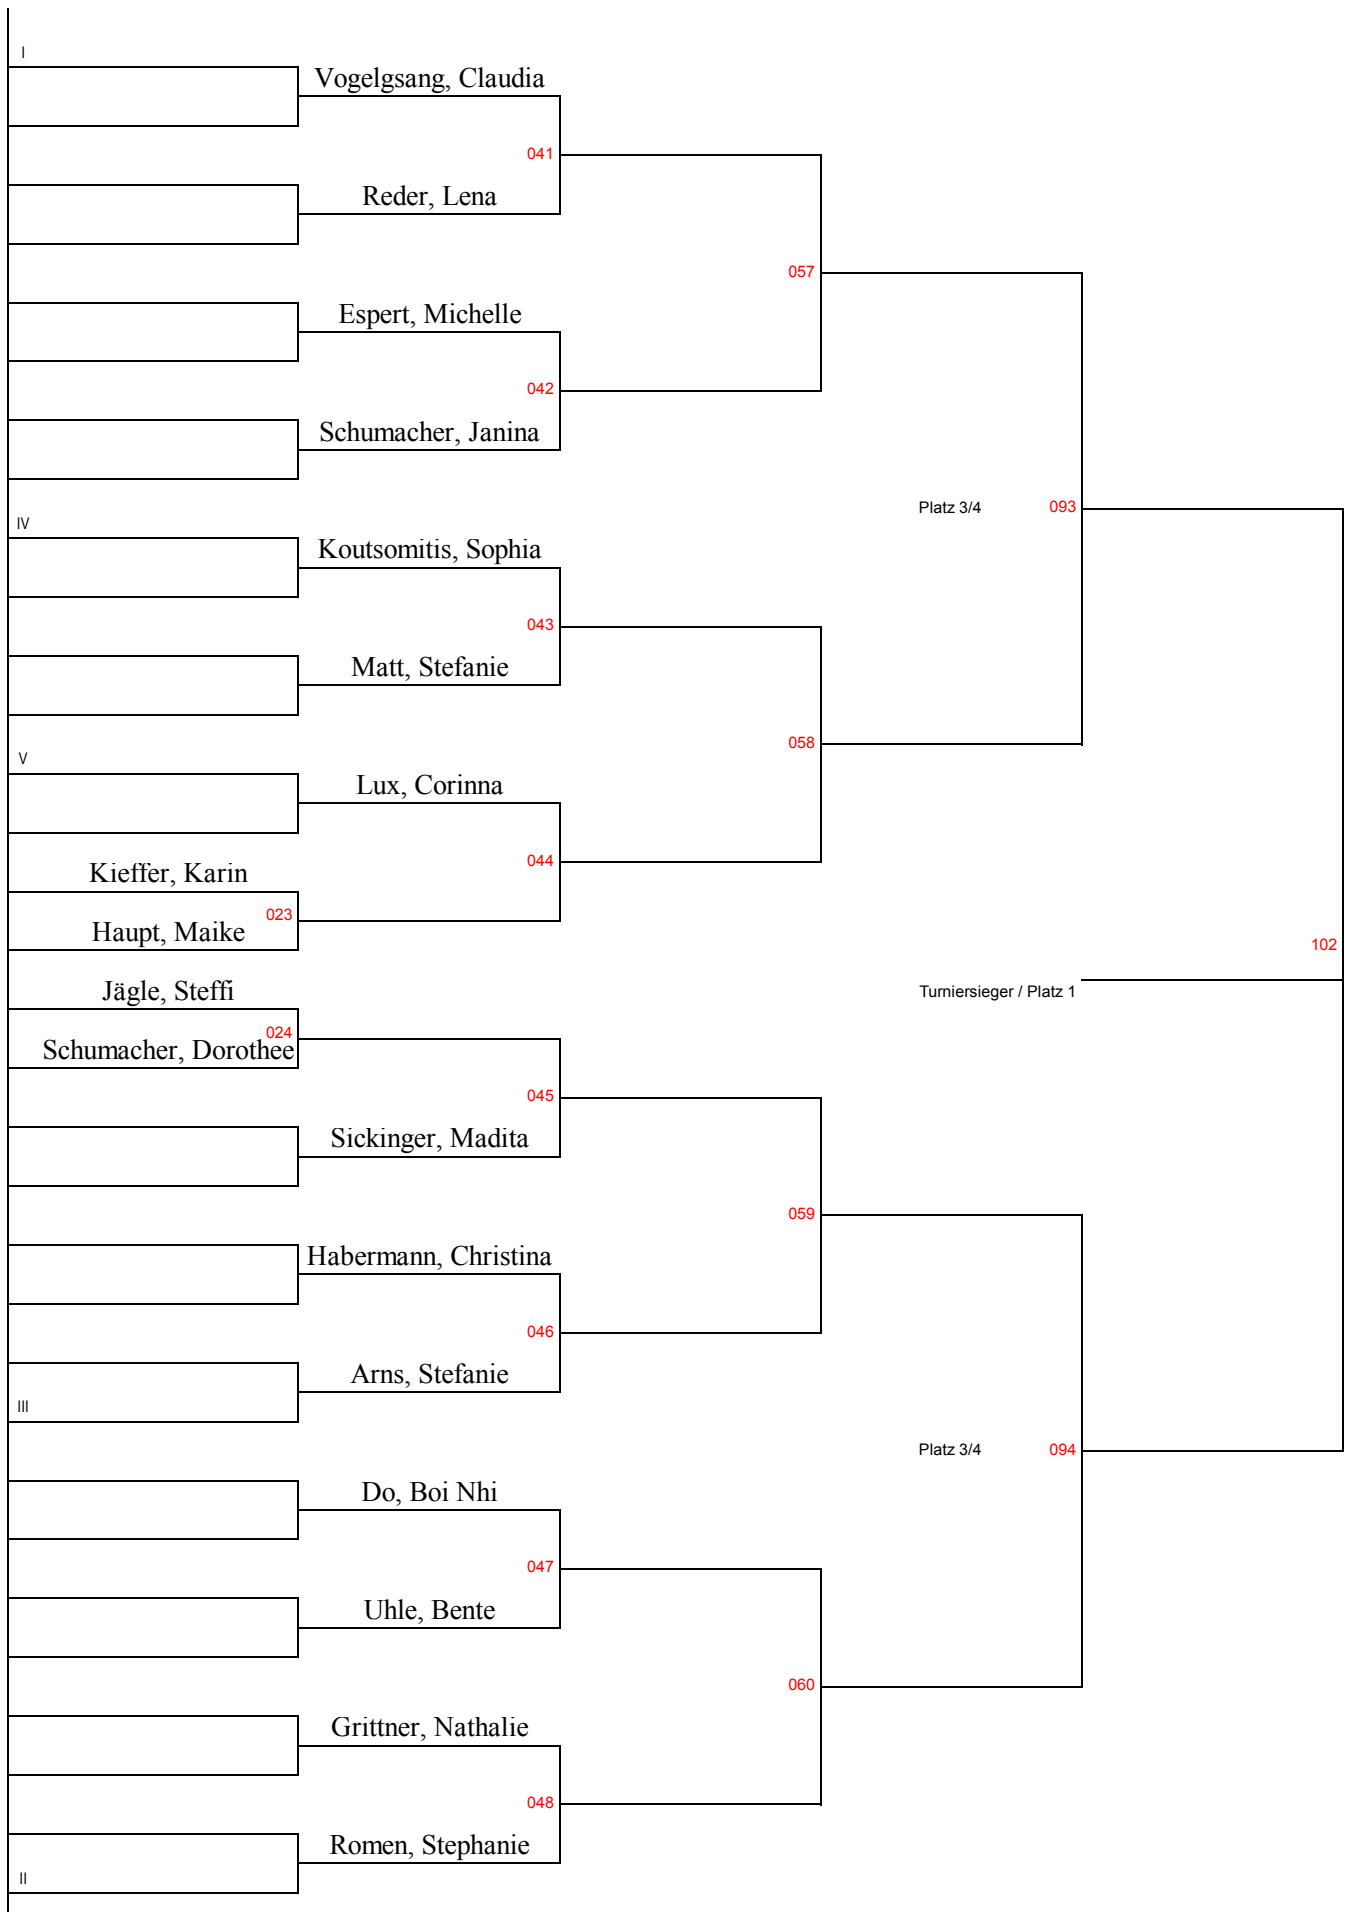 I
Vogelgsang, Claudia
041
Reder, Lena
057
Espert, Michelle
042
Schumacher, Janina
Platz 3/4 093
IV
Koutsomitis, Sophia
043
Matt, Stefanie
058
V
Lux, Corinna
044
Kieffer, Karin
023
Haupt, Maike
102
Jägle, Steffi
Turniersieger / Platz 1
024
Schumacher, Dorothee
045
Sickinger, Madita
059
Habermann, Christina
046
Arns, Stefanie
III
Platz 3/4 094
Do, Boi Nhi
047
Uhle, Bente
060
Grittner, Nathalie
048
Romen, Stephanie
II